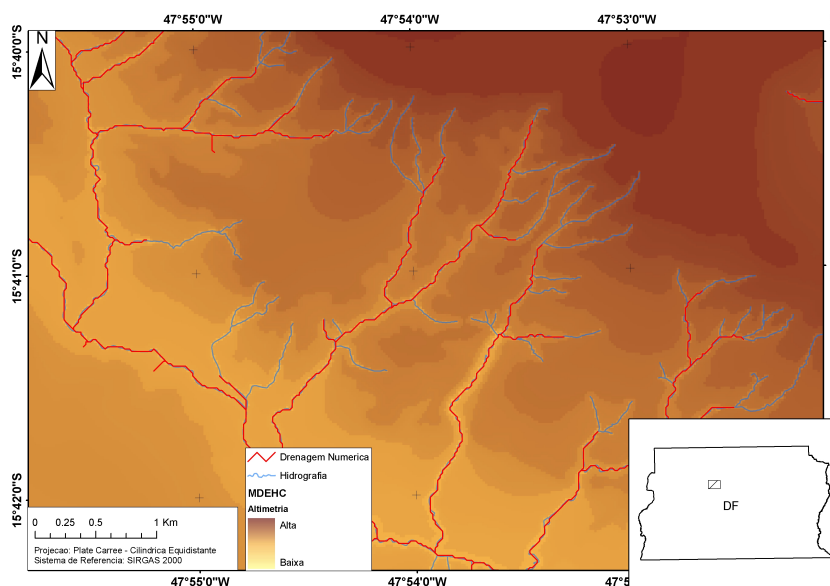 47°55'0"W 47°54'0"W 47°53'0"W
N
15°40'0"S
15°41'0"S
15°42'0"S
Drenagem Numerica
Hidrografia
MDEHC
Altimetria
Alta
Baixa
0 0.25 0.5 1 Km
Projecao: Plate Carree - Cilindrica Equidistante
Sistema de Referencia: SIRGAS 2000
DF
47°55'0"W 47°54'0"W 47°5